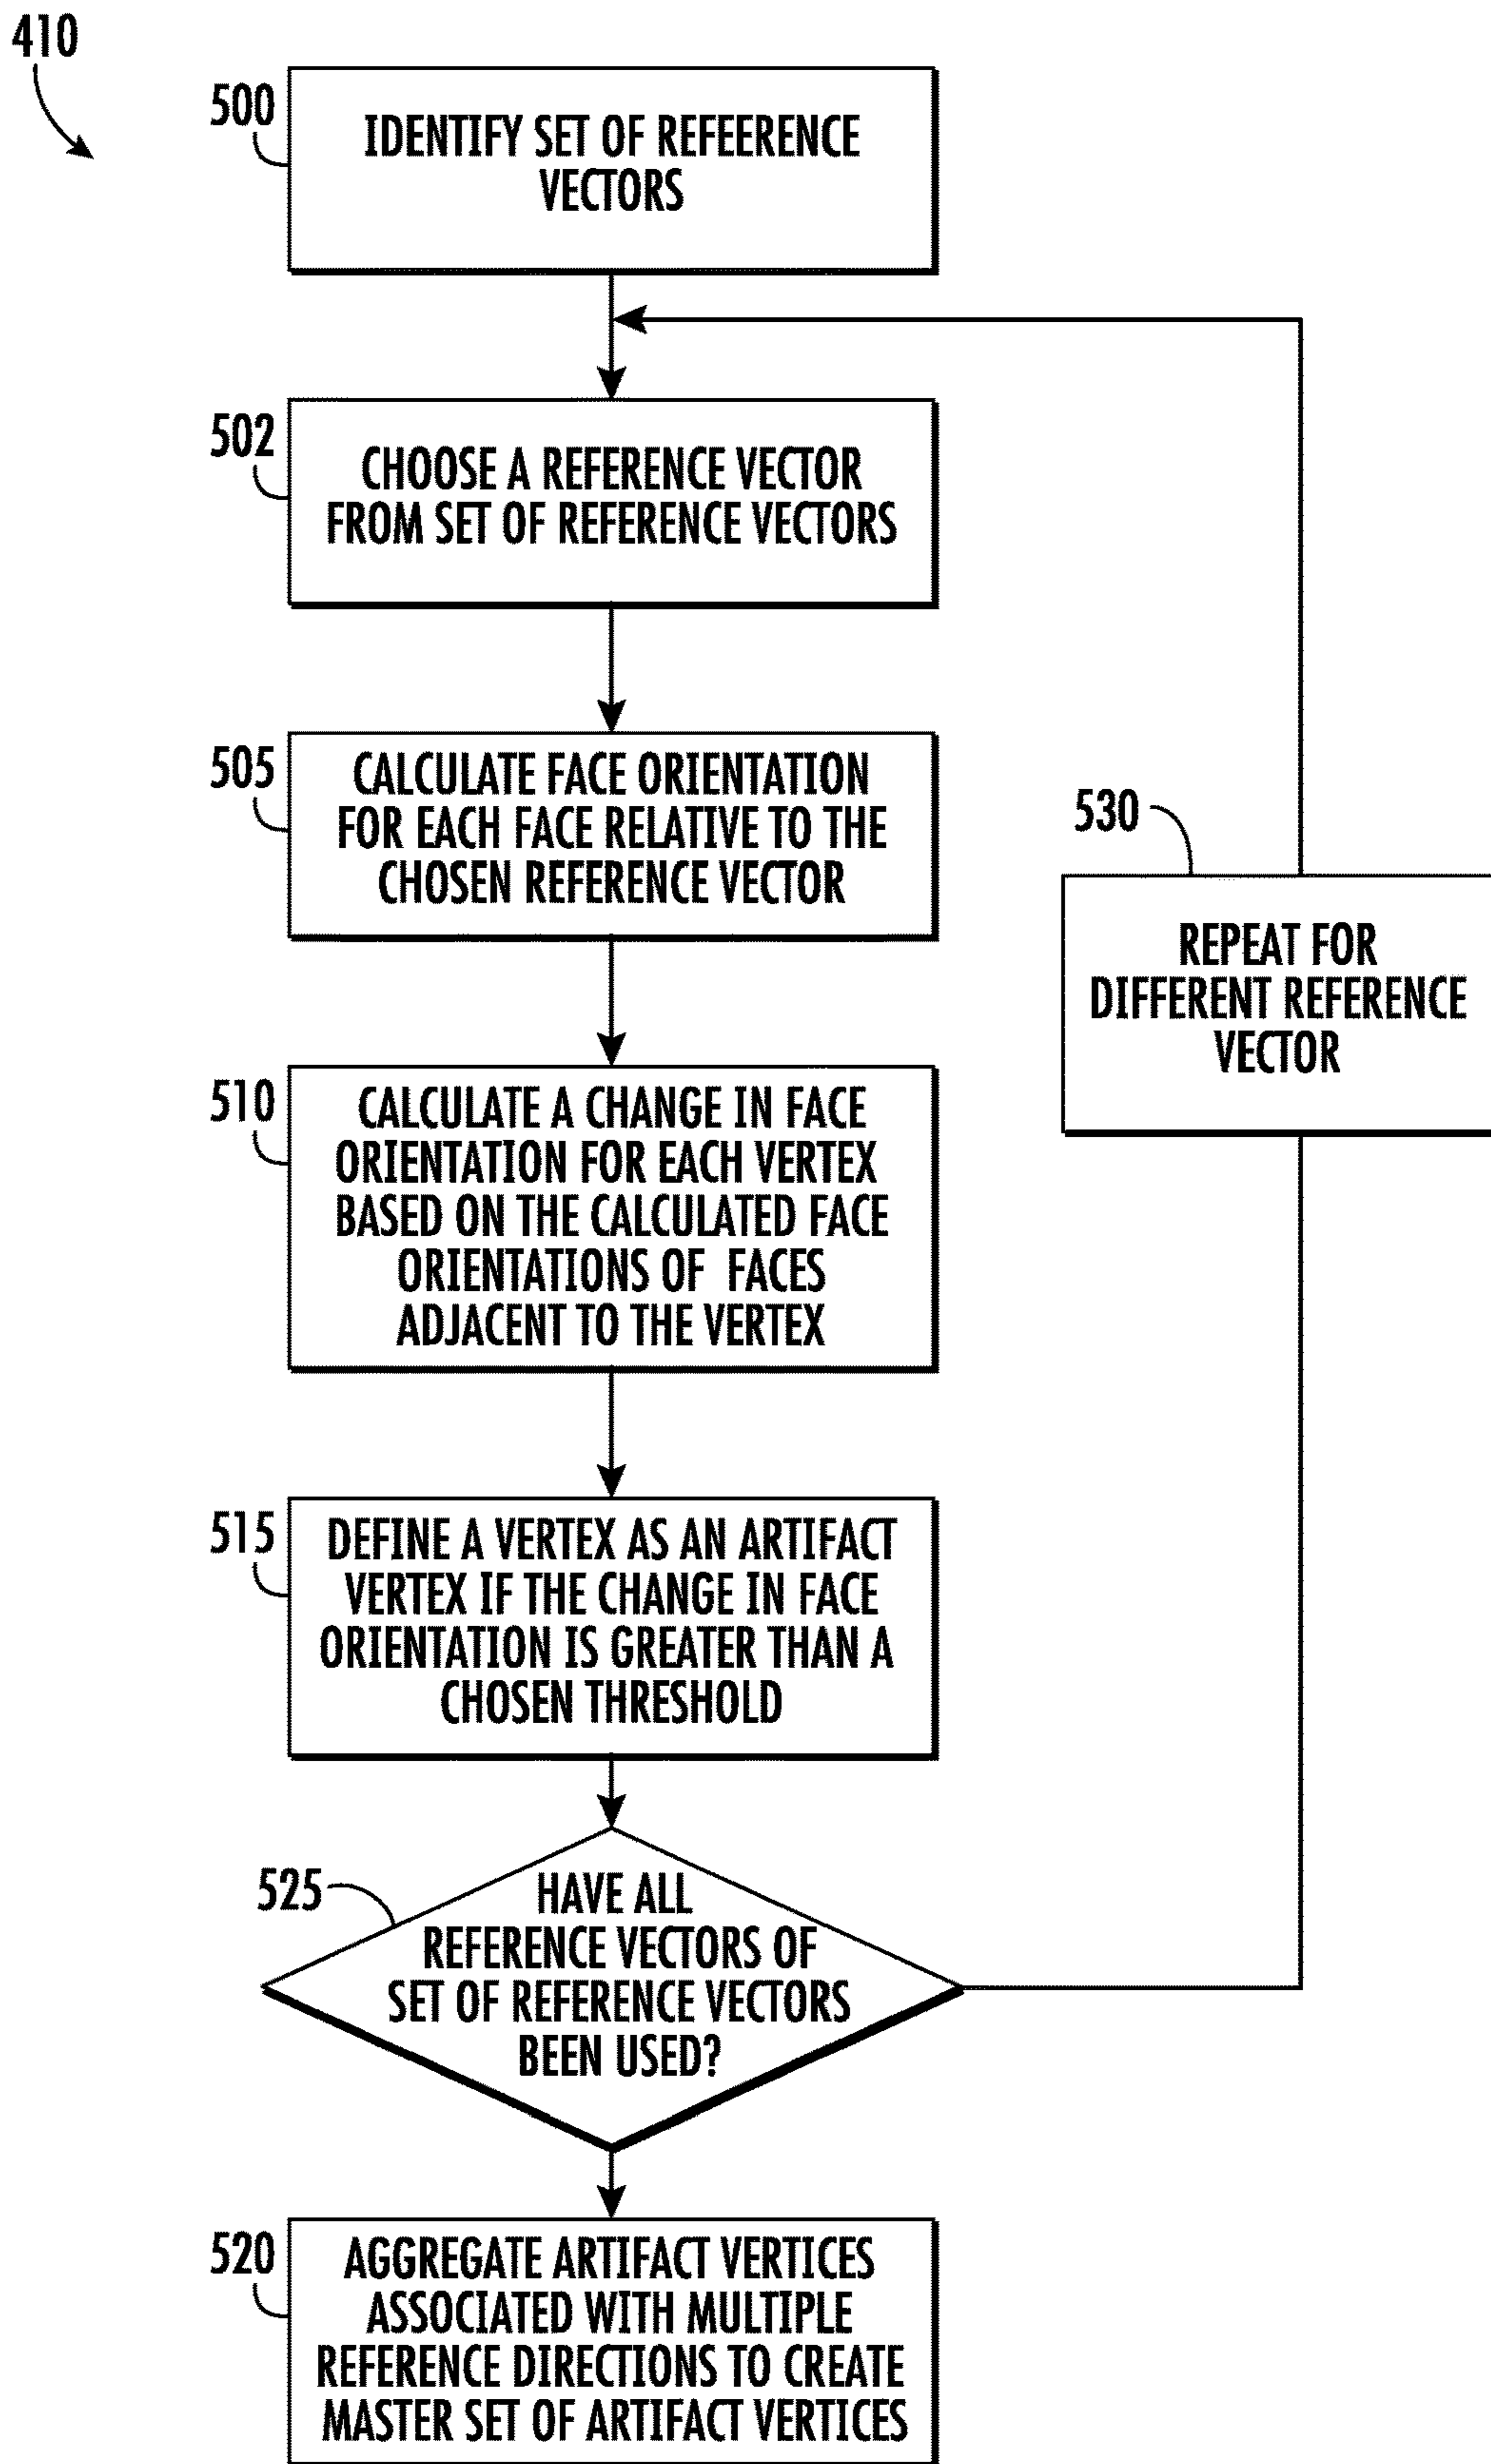 410
500
IDENTIFY SET OF REFEERENCE
VECTORS
502
CHOOSE A REFERENCE VECTOR
FROM SET OF REFERENCE VECTORS
505
CALCULATE FACE ORIENTATION
FOR EACH FACE RELATIVE TO THE
CHOSEN REFERENCE VECTOR
530
REPEAT FOR
DIFFERENT REFERENCE
VECTOR
510
CALCULATE A CHANGE IN FACE
ORIENTATION FOR EACH VERTEX
BASED ON THE CALCULATED FACE
ORIENTATIONS OF FACES
ADJACENT TO THE VERTEX
515
DEFINE A VERTEX AS AN ARTIFACT
VERTEX IF THE CHANGE IN FACE
ORIENTATION IS GREATER THAN A
CHOSEN THRESHOLD
525
HAVE ALL
REFERENCE VECTORS OF
SET OF REFERENCE VECTORS
BEEN USED?
520
AGGREGATE ARTIFACT VERTICES
ASSOCIATED WITH MULTIPLE
REFERENCE DIRECTIONS TO CREATE
MASTER SET OF ARTIFACT VERTICES